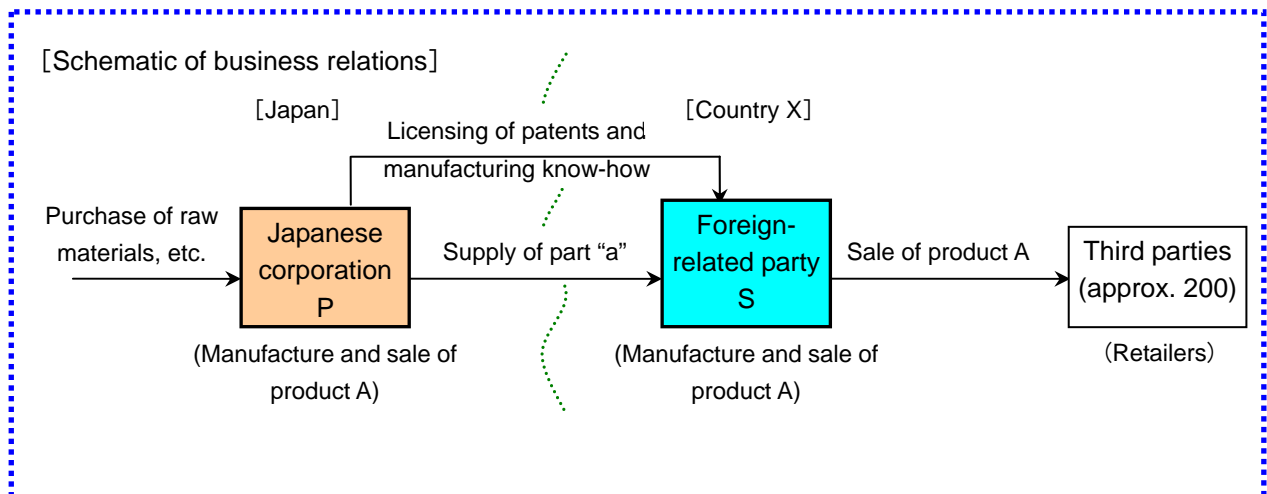 ［Schematic of business relations］
［Japan］
［Country X］
Licensing of patents and
manufacturing know-how
Purchase of raw
materials, etc.
Japanese
corporation
P
Supply of part “a”
Foreign-
related party
S
Sale of product A
Third parties
(approx. 200)
(Manufacture and sale of
product A)
(Manufacture and sale of
product A)
（Retailers）